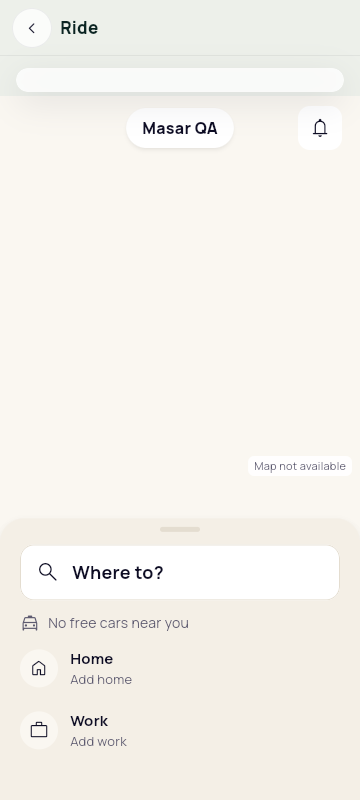 Ride
Masar QA
Map not available
Where to?
No free cars near you
Home
Add home
Work
Add work